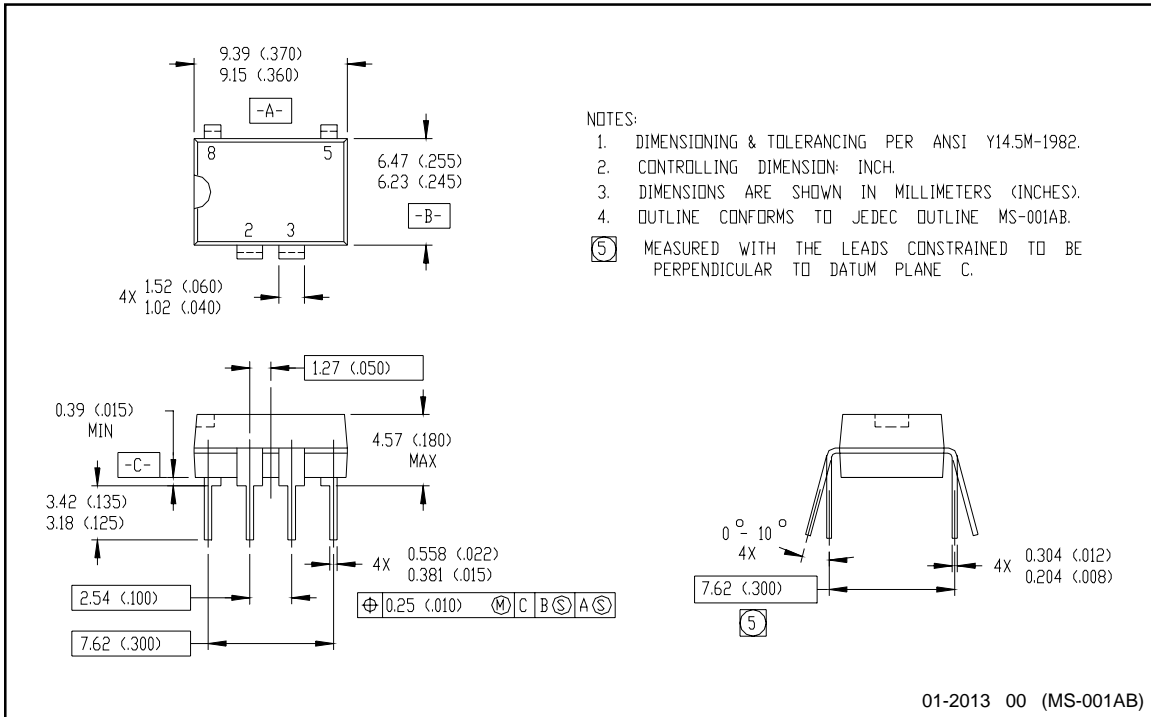 9.39 (.370)
9.15 (.360)
-A-
8 5
6.47 (.255)
6.23 (.245)
-B-
2 3
4X 1.52 (.060)
1.02 (.040)
NOTES:
1. DIMENSIONING & TOLERANCING PER ANSI Y14.5M-1982.
2. CONTROLLING DIMENSION: INCH.
3. DIMENSIONS ARE SHOWN IN MILLIMETERS (INCHES).
4. OUTLINE CONFORMS TO JEDEC OUTLINE MS-001AB.
5 MEASURED WITH THE LEADS CONSTRAINED TO BE
PERPENDICULAR TO DATUM PLANE C.
1.27 (.050)
0.39 (.015)
MIN
-C-
4.57 (.180)
MAX
3.42 (.135)
3.18 (.125)
4X 0.558 (.022)
0.381 (.015)
2.54 (.100)
⌖ 0.25 (.010) Ⓜ C B Ⓢ A Ⓢ
7.62 (.300)
0° - 10°
4X
4X 0.304 (.012)
0.204 (.008)
7.62 (.300)
5
01-2013 00 (MS-001AB)